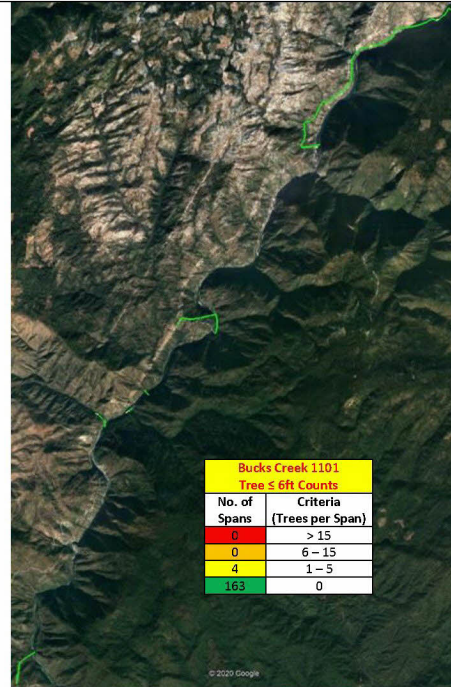 Bucks Creek 1101
Tree ≤ 6ft Counts
No. of Spans Criteria (Trees per Span)
0 > 15
0 6 – 15
4 1 – 5
163 0
© 2020 Google